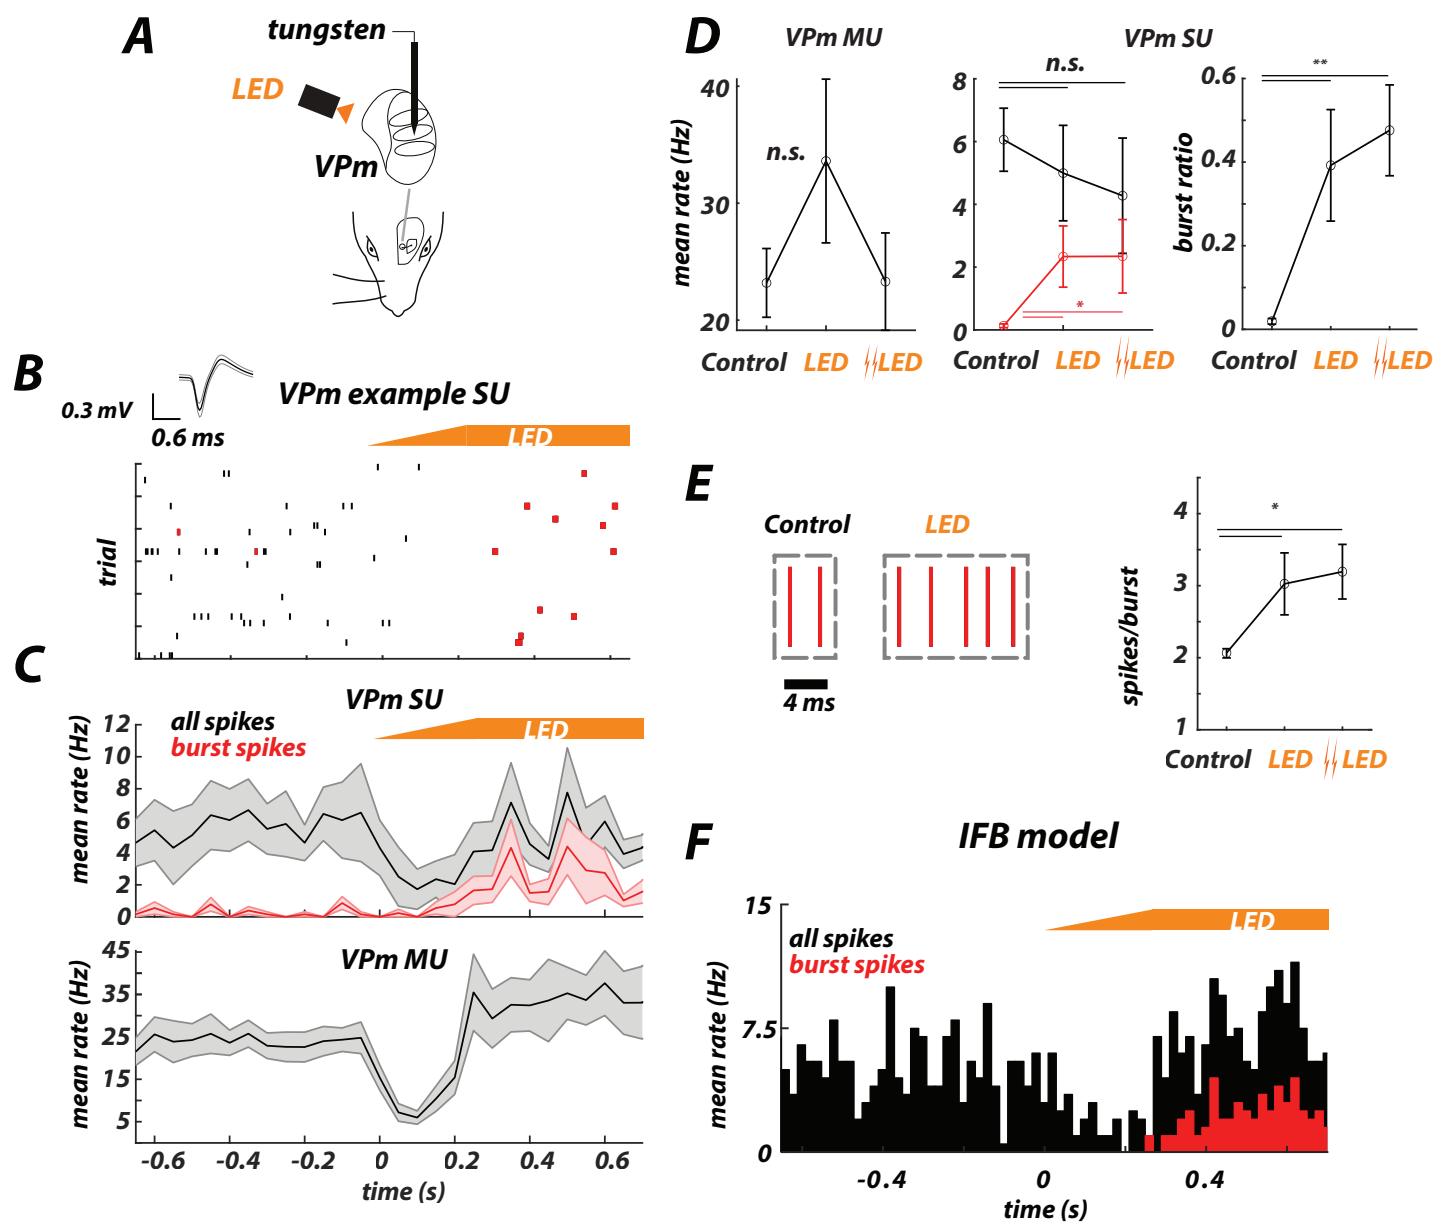 A
tungsten
LED
VPm
B
0.3 mV
0.6 ms
VPm example SU
LED
trial
C
VPm SU
all spikes
burst spikes
LED
mean rate (Hz)
12
10
8
6
4
2
0
VPm MU
mean rate (Hz)
45
35
25
15
5
-0.6
-0.4
-0.2
0
0.2
0.4
0.6
time (s)
D
VPm MU
mean rate (Hz)
40
30
20
n.s.
Control
LED
LED
VPm SU
n.s.
8
6
4
2
0
*
Control
LED
LED
burst ratio
0.6
0.4
0.2
0
**
Control
LED
LED
E
Control
LED
4 ms
spikes/burst
4
3
2
1
*
Control
LED
LED
F
IFB model
LED
all spikes
burst spikes
mean rate (Hz)
15
7.5
0
-0.4
0
0.4
time (s)